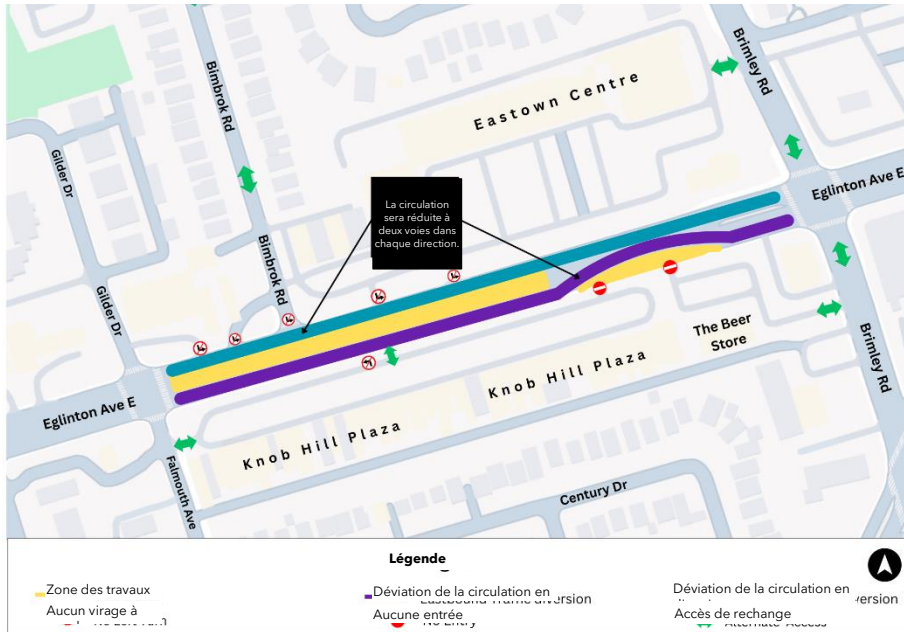 Brimley Rd
Bimbrok Rd
Eastown Centre
Gilder Dr
Eglinton Ave E
La circulation
sera réduite à
deux voies dans
chaque direction.
Bimbrok Rd
Gilder Dr
The Beer
Store
Brimley Rd
Knob Hill Plaza
Eglinton Ave E
Knob Hill Plaza
Falmouth Ave
Century Dr
Légende
Zone des travaux
Déviation de la circulation en
Déviation de la circulation en
Aucun virage à
Aucune entrée
Accès de rechange